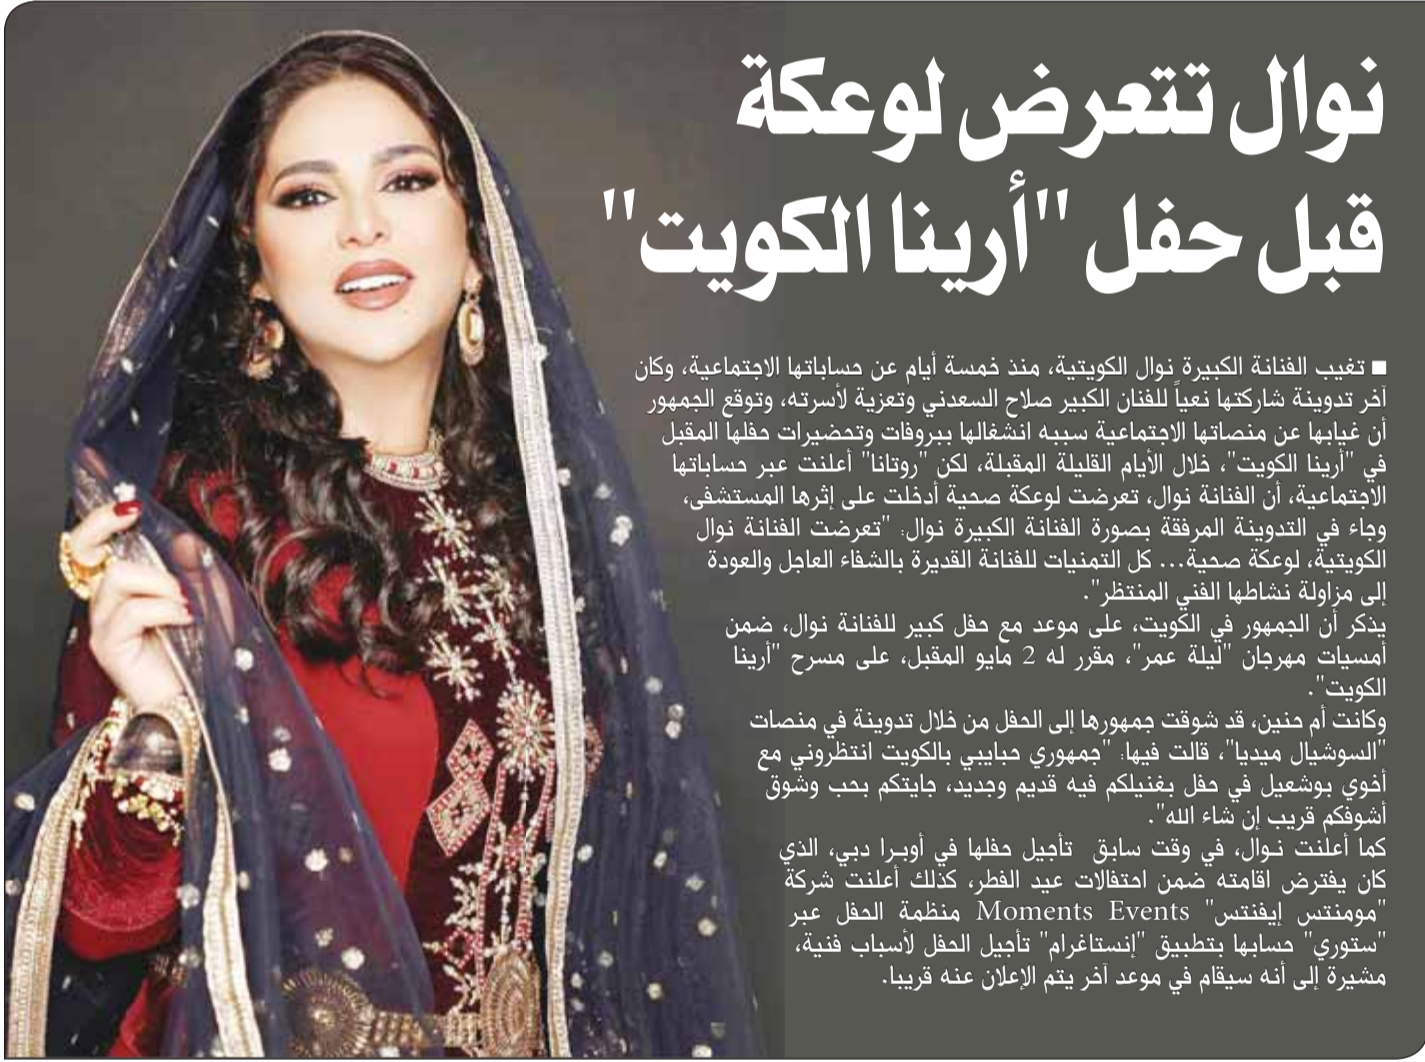 نوال تتعرض لوعكة
قبل حفل "أرينا الكويت"
■ تغيب الفنانة الكبيرة نوال الكويتية، منذ خمسة أيام عن حساباتها الاجتماعية، وكان
آخر تدوينة شاركتها نعياً للفنان الكبير صلاح السعدني وتعزية لأسرته، وتوقع الجمهور
أن غيابها عن منصاتها الاجتماعية سببه انشغالها ببروفات وتحضيرات حفلها المقبل
في "أرينا الكويت"، خلال الأيام القليلة المقبلة، لكن "روتانا" أعلنت عبر حساباتها
الاجتماعية، أن الفنانة نوال، تعرضت لوعكة صحية أدخلت على إثرها المستشفى،
وجاء في التدوينة المرفقة بصورة الفنانة الكبيرة نوال: "تعرضت الفنانة نوال
الكويتية، لوعكة صحية... كل التمنيات للفنانة القديرة بالشفاء العاجل والعودة
إلى مزاولة نشاطها الفني المنتظر".
يذكر أن الجمهور في الكويت، على موعد مع حفل كبير للفنانة نوال، ضمن
أمسيات مهرجان "ليلة عمر"، مقرر له 2 مايو المقبل، على مسرح "أرينا
الكويت".
وكانت أم حنين، قد شوقت جمهورها إلى الحفل من خلال تدوينة في منصات
"السوشيال ميديا"، قالت فيها: "جمهوري حبايبي بالكويت انتظروني مع
أخوي بوشعيل في حفل بغنيلكم فيه قديم وجديد، جايتكم بحب وشوق
أشوفكم قريب إن شاء الله".
كما أعلنت نوال، في وقت سابق تأجيل حفلها في أوبرا دبي، الذي
كان يفترض اقامته ضمن احتفالات عيد الفطر، كذلك أعلنت شركة
"مومنتس إيفنتس" Moments Events منظمة الحفل عبر
"ستوري" حسابها بتطبيق "إنستاغرام" تأجيل الحفل لأسباب فنية،
مشيرة إلى أنه سيقام في موعد آخر يتم الإعلان عنه قريبا.